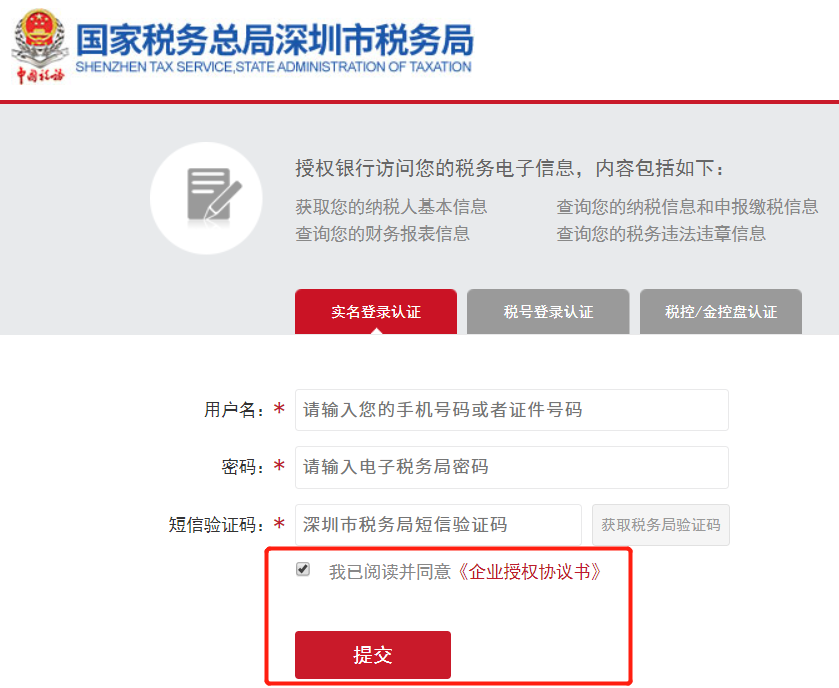 国家税务总局深圳市税务局
SHENZHEN TAX SERVICE,STATE ADMINISTRATION OF TAXATION
中国税务
授权银行访问您的税务电子信息，内容包括如下：
获取您的纳税人基本信息 查询您的纳税信息和申报缴税信息
查询您的财务报表信息 查询您的税务违法违章信息
实名登录认证 税号登录认证 税控/金控盘认证
用户名：* 请输入您的手机号码或者证件号码
密码：* 请输入电子税务局密码
短信验证码：* 深圳市税务局短信验证码 获取税务局验证码
我已阅读并同意《企业授权协议书》
提交